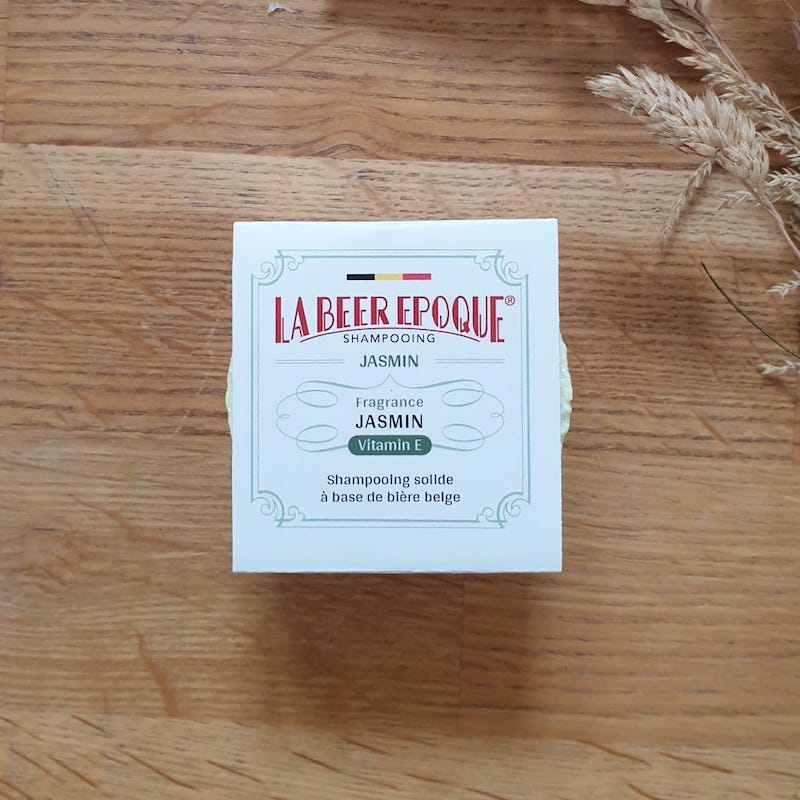 LA BEER EPOQUE®
SHAMPOOING
JASMIN
Fragrance
JASMIN
Vitamin E
Shampooing solide
à base de bière belge